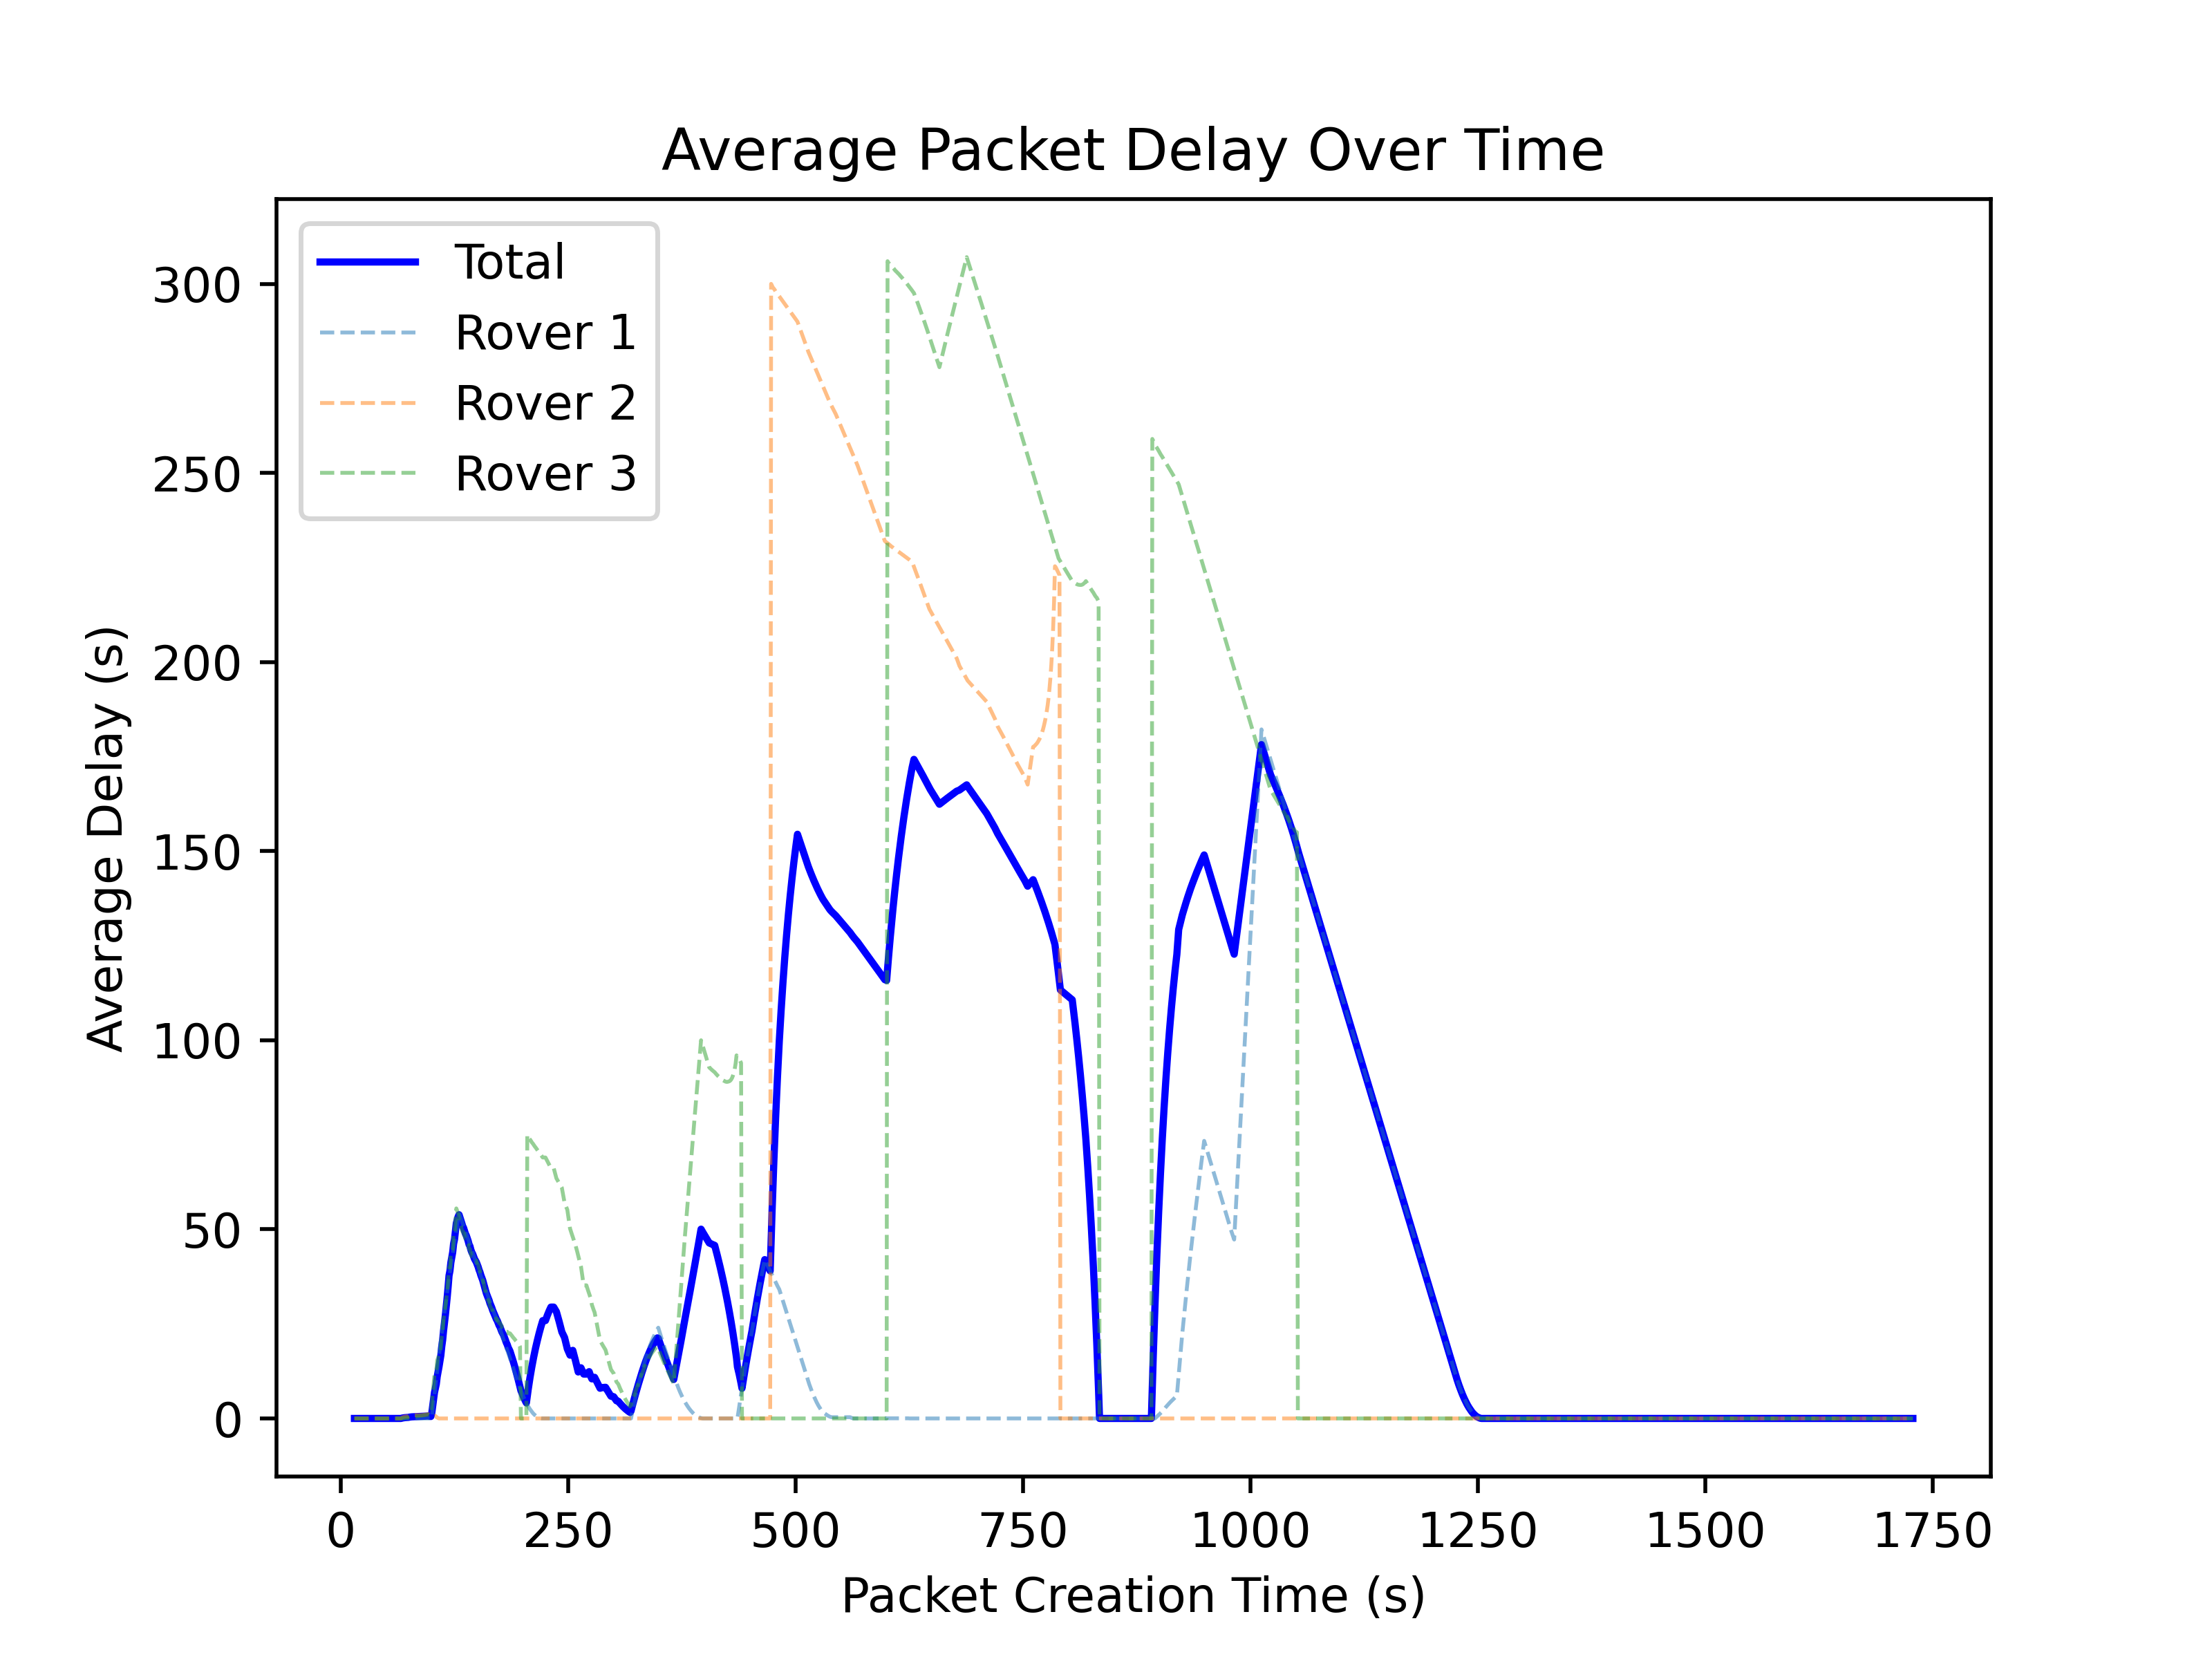 Average Packet Delay Over Time
Total
Rover 1
Rover 2
Rover 3
Average Delay (s)
300
250
200
150
100
50
0
0 250 500 750 1000 1250 1500 1750
Packet Creation Time (s)